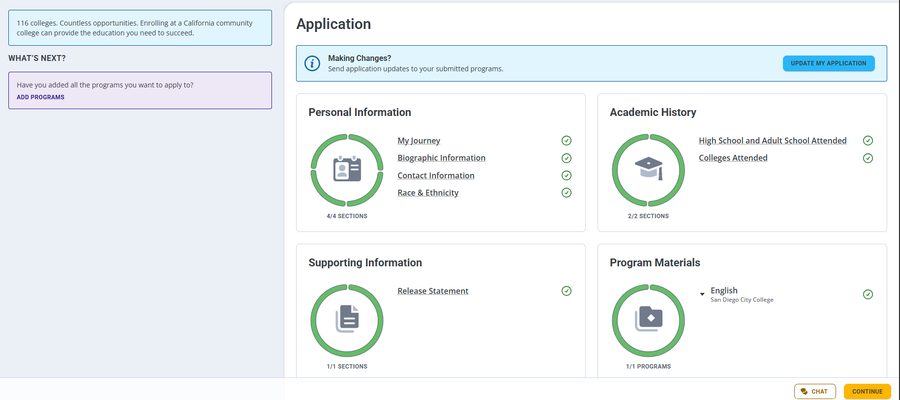 116 colleges. Countless opportunities. Enrolling at a California community
college can provide the education you need to succeed.
WHAT'S NEXT?
Have you added all the programs you want to apply to?
ADD PROGRAMS
Application
Making Changes?
Send application updates to your submitted programs.
UPDATE MY APPLICATION
Personal Information
My Journey
Biographic Information
Contact Information
Race & Ethnicity
4/4 SECTIONS
Academic History
High School and Adult School Attended
Colleges Attended
2/2 SECTIONS
Supporting Information
Release Statement
1/1 SECTIONS
Program Materials
English
San Diego City College
1/1 PROGRAMS
CHAT
CONTINUE